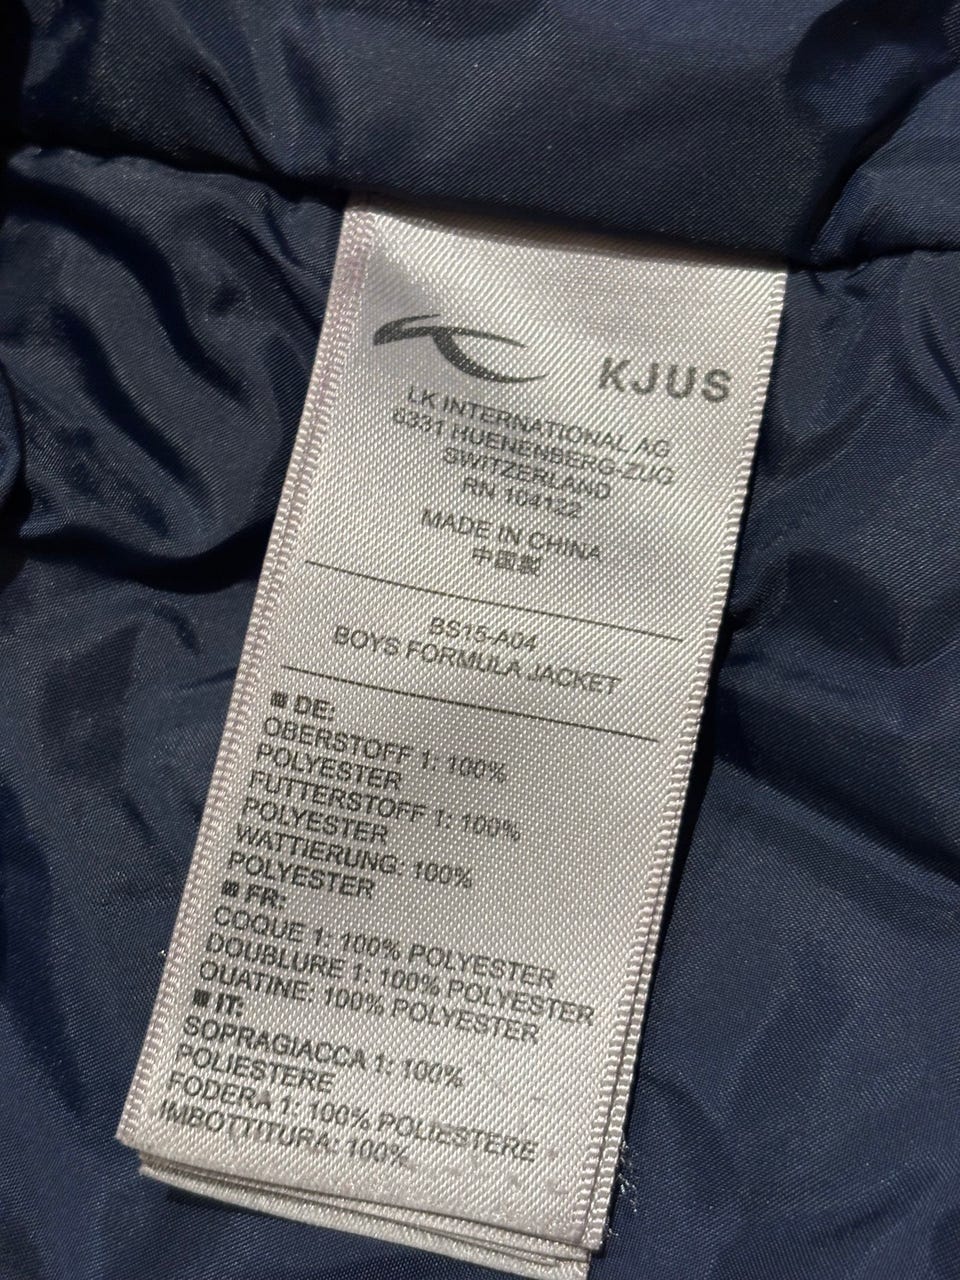 KJUS
LK INTERNATIONAL AG
6331 HUENENBERG-ZUG
SWITZERLAND
RN 104122
MADE IN CHINA
中国製
BS15-A04
BOYS FORMULA JACKET
DE:
OBERSTOFF 1: 100%
POLYESTER
FUTTERSTOFF 1: 100%
POLYESTER
WATTIERUNG: 100%
POLYESTER
FR:
COQUE 1: 100% POLYESTER
DOUBLURE 1: 100% POLYESTER
OUATINE: 100% POLYESTER
IT:
SOPRAGIACCA 1: 100%
POLIESTERE
FODERA 1: 100% POLIESTERE
IMBOTTITURA: 100%